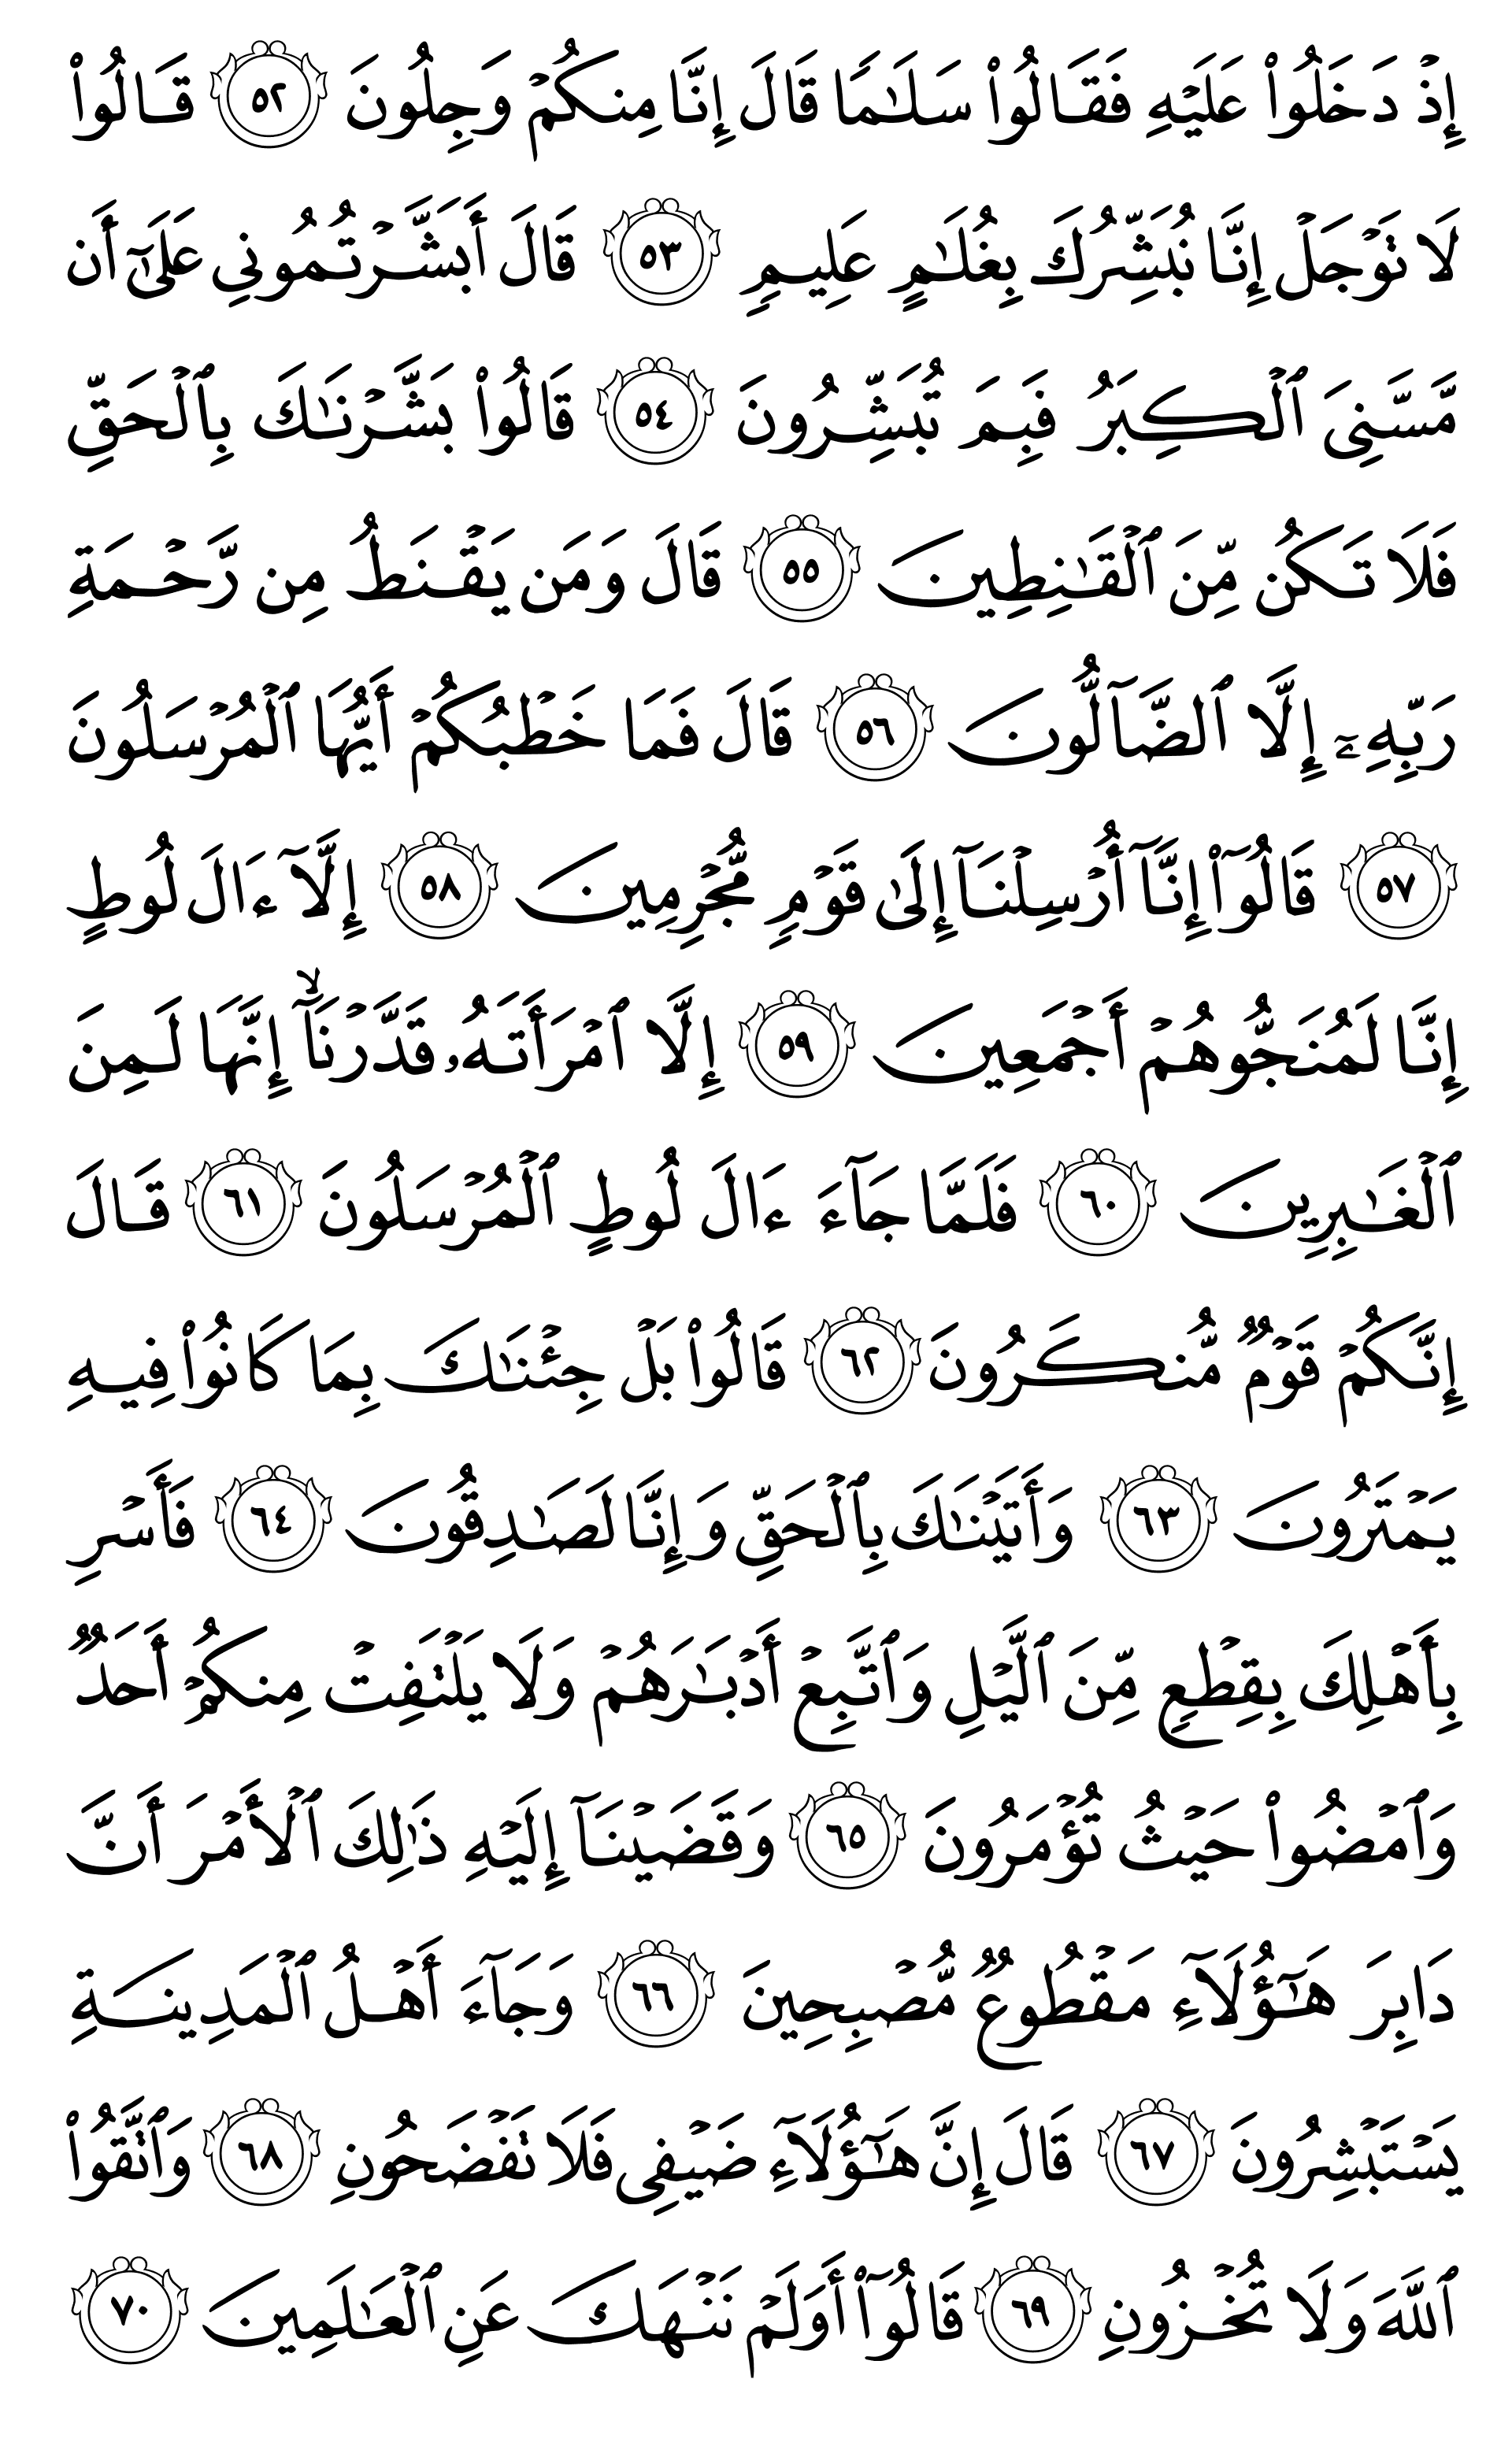 إِذۡ دَخَلُواْ عَلَيۡهِ فَقَالُواْ سَلَٰمٗا قَالَ إِنَّا مِنكُمۡ وَجِلُونَ ٥٢ قَالُواْ
لَا تَوۡجَلۡ إِنَّا نُبَشِّرُكَ بِغُلَٰمٍ عَلِيمٖ ٥٣ قَالَ أَبَشَّرۡتُمُونِي عَلَىٰٓ أَن
مَّسَّنِيَ ٱلۡكِبَرُ فَبِمَ تُبَشِّرُونَ ٥٤ قَالُواْ بَشَّرۡنَٰكَ بِٱلۡحَقِّ
فَلَا تَكُن مِّنَ ٱلۡقَٰنِطِينَ ٥٥ قَالَ وَمَن يَقۡنَطُ مِن رَّحۡمَةِ
رَبِّهِۦٓ إِلَّا ٱلضَّآلُّونَ ٥٦ قَالَ فَمَا خَطۡبُكُمۡ أَيُّهَا ٱلۡمُرۡسَلُونَ
٥٧ قَالُوٓاْ إِنَّآ أُرۡسِلۡنَآ إِلَىٰ قَوۡمٖ مُّجۡرِمِينَ ٥٨ إِلَّآ ءَالَ لُوطٍ
إِنَّا لَمُنَجُّوهُمۡ أَجۡمَعِينَ ٥٩ إِلَّا ٱمۡرَأَتَهُۥ قَدَّرۡنَآۙ إِنَّهَا لَمِنَ
ٱلۡغَٰبِرِينَ ٦٠ فَلَمَّا جَآءَ ءَالَ لُوطٍ ٱلۡمُرۡسَلُونَ ٦١ قَالَ
إِنَّكُمۡ قَوۡمٞ مُّنكَرُونَ ٦٢ قَالُواْ بَلۡ جِئۡنَٰكَ بِمَا كَانُواْ فِيهِ
يَمۡتَرُونَ ٦٣ وَأَتَيۡنَٰكَ بِٱلۡحَقِّ وَإِنَّا لَصَٰدِقُونَ ٦٤ فَأَسۡرِ
بِأَهۡلِكَ بِقِطۡعٖ مِّنَ ٱلَّيۡلِ وَٱتَّبِعۡ أَدۡبَٰرَهُمۡ وَلَا يَلۡتَفِتۡ مِنكُمۡ أَحَدٞ
وَٱمۡضُواْ حَيۡثُ تُؤۡمَرُونَ ٦٥ وَقَضَيۡنَآ إِلَيۡهِ ذَٰلِكَ ٱلۡأَمۡرَ أَنَّ
دَابِرَ هَٰٓؤُلَآءِ مَقۡطُوعٞ مُّصۡبِحِينَ ٦٦ وَجَآءَ أَهۡلُ ٱلۡمَدِينَةِ
يَسۡتَبۡشِرُونَ ٦٧ قَالَ إِنَّ هَٰٓؤُلَآءِ ضَيۡفِي فَلَا تَفۡضَحُونِ ٦٨ وَٱتَّقُواْ
ٱللَّهَ وَلَا تُخۡزُونِ ٦٩ قَالُوٓاْ أَوَلَمۡ نَنۡهَكَ عَنِ ٱلۡعَٰلَمِينَ ٧٠